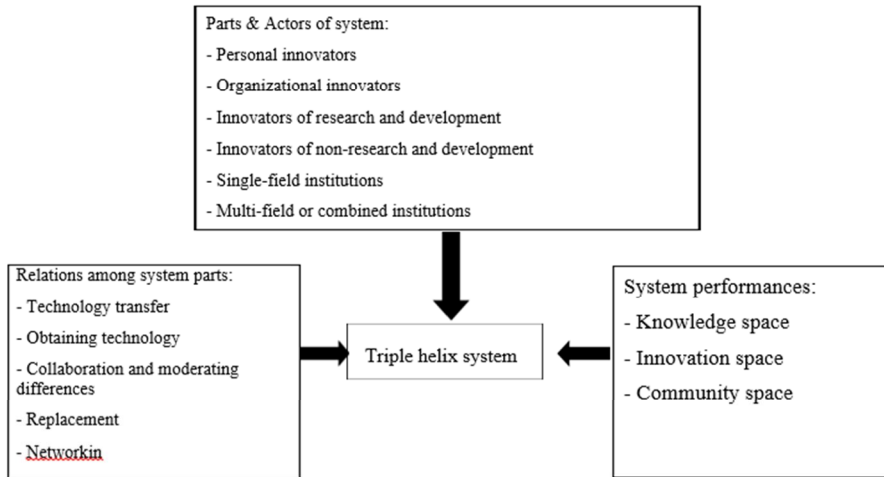 Parts & Actors of system:
- Personal innovators
- Organizational innovators
- Innovators of research and development
- Innovators of non-research and development
- Single-field institutions
- Multi-field or combined institutions
Relations among system parts:
- Technology transfer
- Obtaining technology
- Collaboration and moderating
differences
- Replacement
- Networkin
Triple helix system
System performances:
- Knowledge space
- Innovation space
- Community space